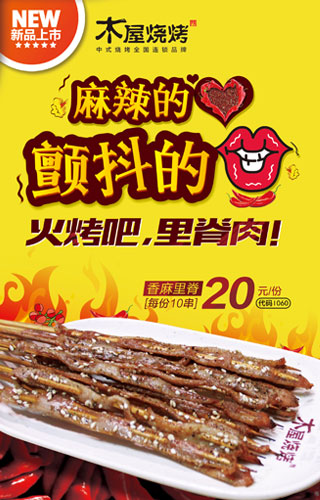 NEW
新品上市
★★★★★
木屋烧烤
中式烧烤全国连锁品牌
麻辣的
颤抖的
火烤吧,里脊肉!
香麻里脊
[每份10串]
20元/份
代码1060
木屋烧烤